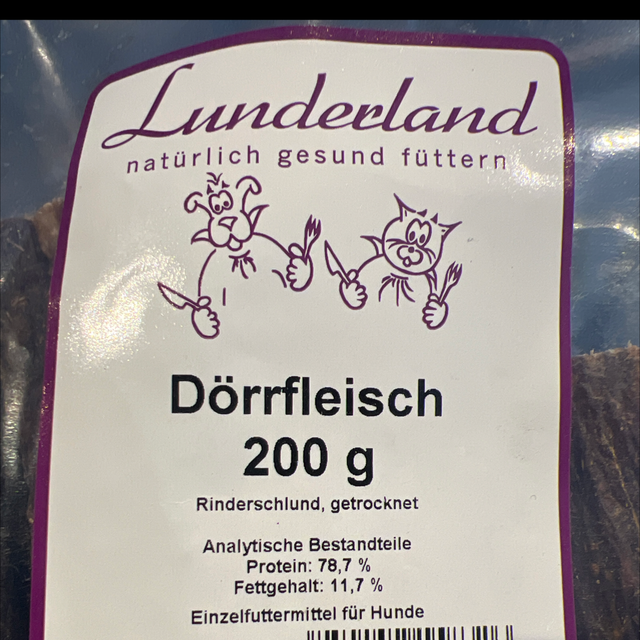 Lunderland
natürlich gesund füttern
Dörrfleisch
200 g
Rinderschlund, getrocknet
Analytische Bestandteile
Protein: 78,7 %
Fettgehalt: 11,7 %
Einzelfuttermittel für Hunde